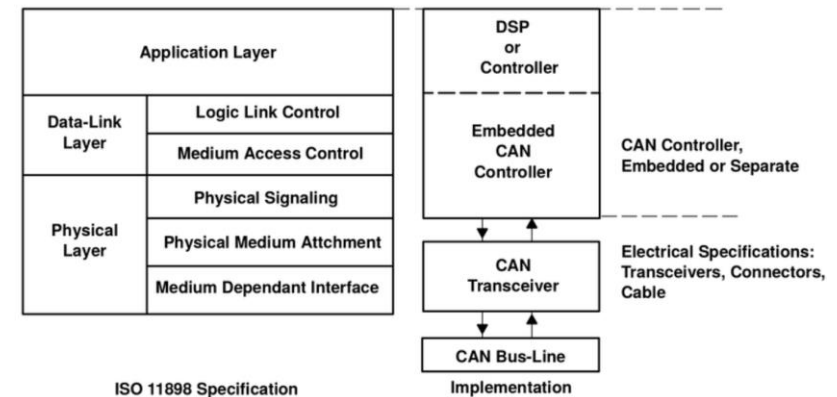 Application Layer
Data-Link
Layer
Logic Link Control
Medium Access Control
Physical
Layer
Physical Signaling
Physical Medium Attchment
Medium Dependant Interface
ISO 11898 Specification
DSP
or
Controller
Embedded
CAN
Controller
CAN
Transceiver
CAN Bus-Line
Implementation
CAN Controller,
Embedded or Separate
Electrical Specifications:
Transceivers, Connectors,
Cable